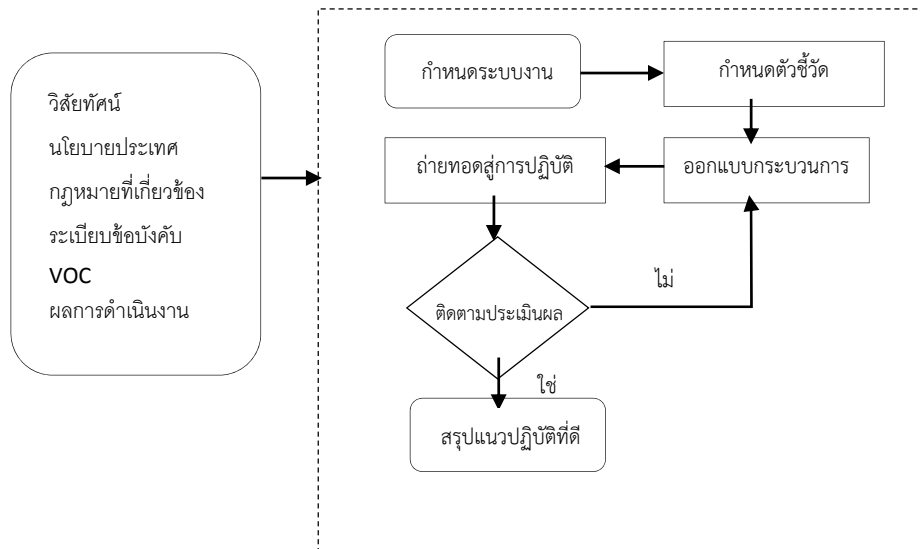 วิสัยทัศน์
นโยบายประเทศ
กฎหมายที่เกี่ยวข้อง
ระเบียบข้อบังคับ
VOC
ผลการดำเนินงาน
กำหนดระบบงาน
กำหนดตัวชี้วัด
ถ่ายทอดสู่การปฏิบัติ
ออกแบบกระบวนการ
ไม่
ติดตามประเมินผล
ใช่
สรุปแนวปฏิบัติที่ดี